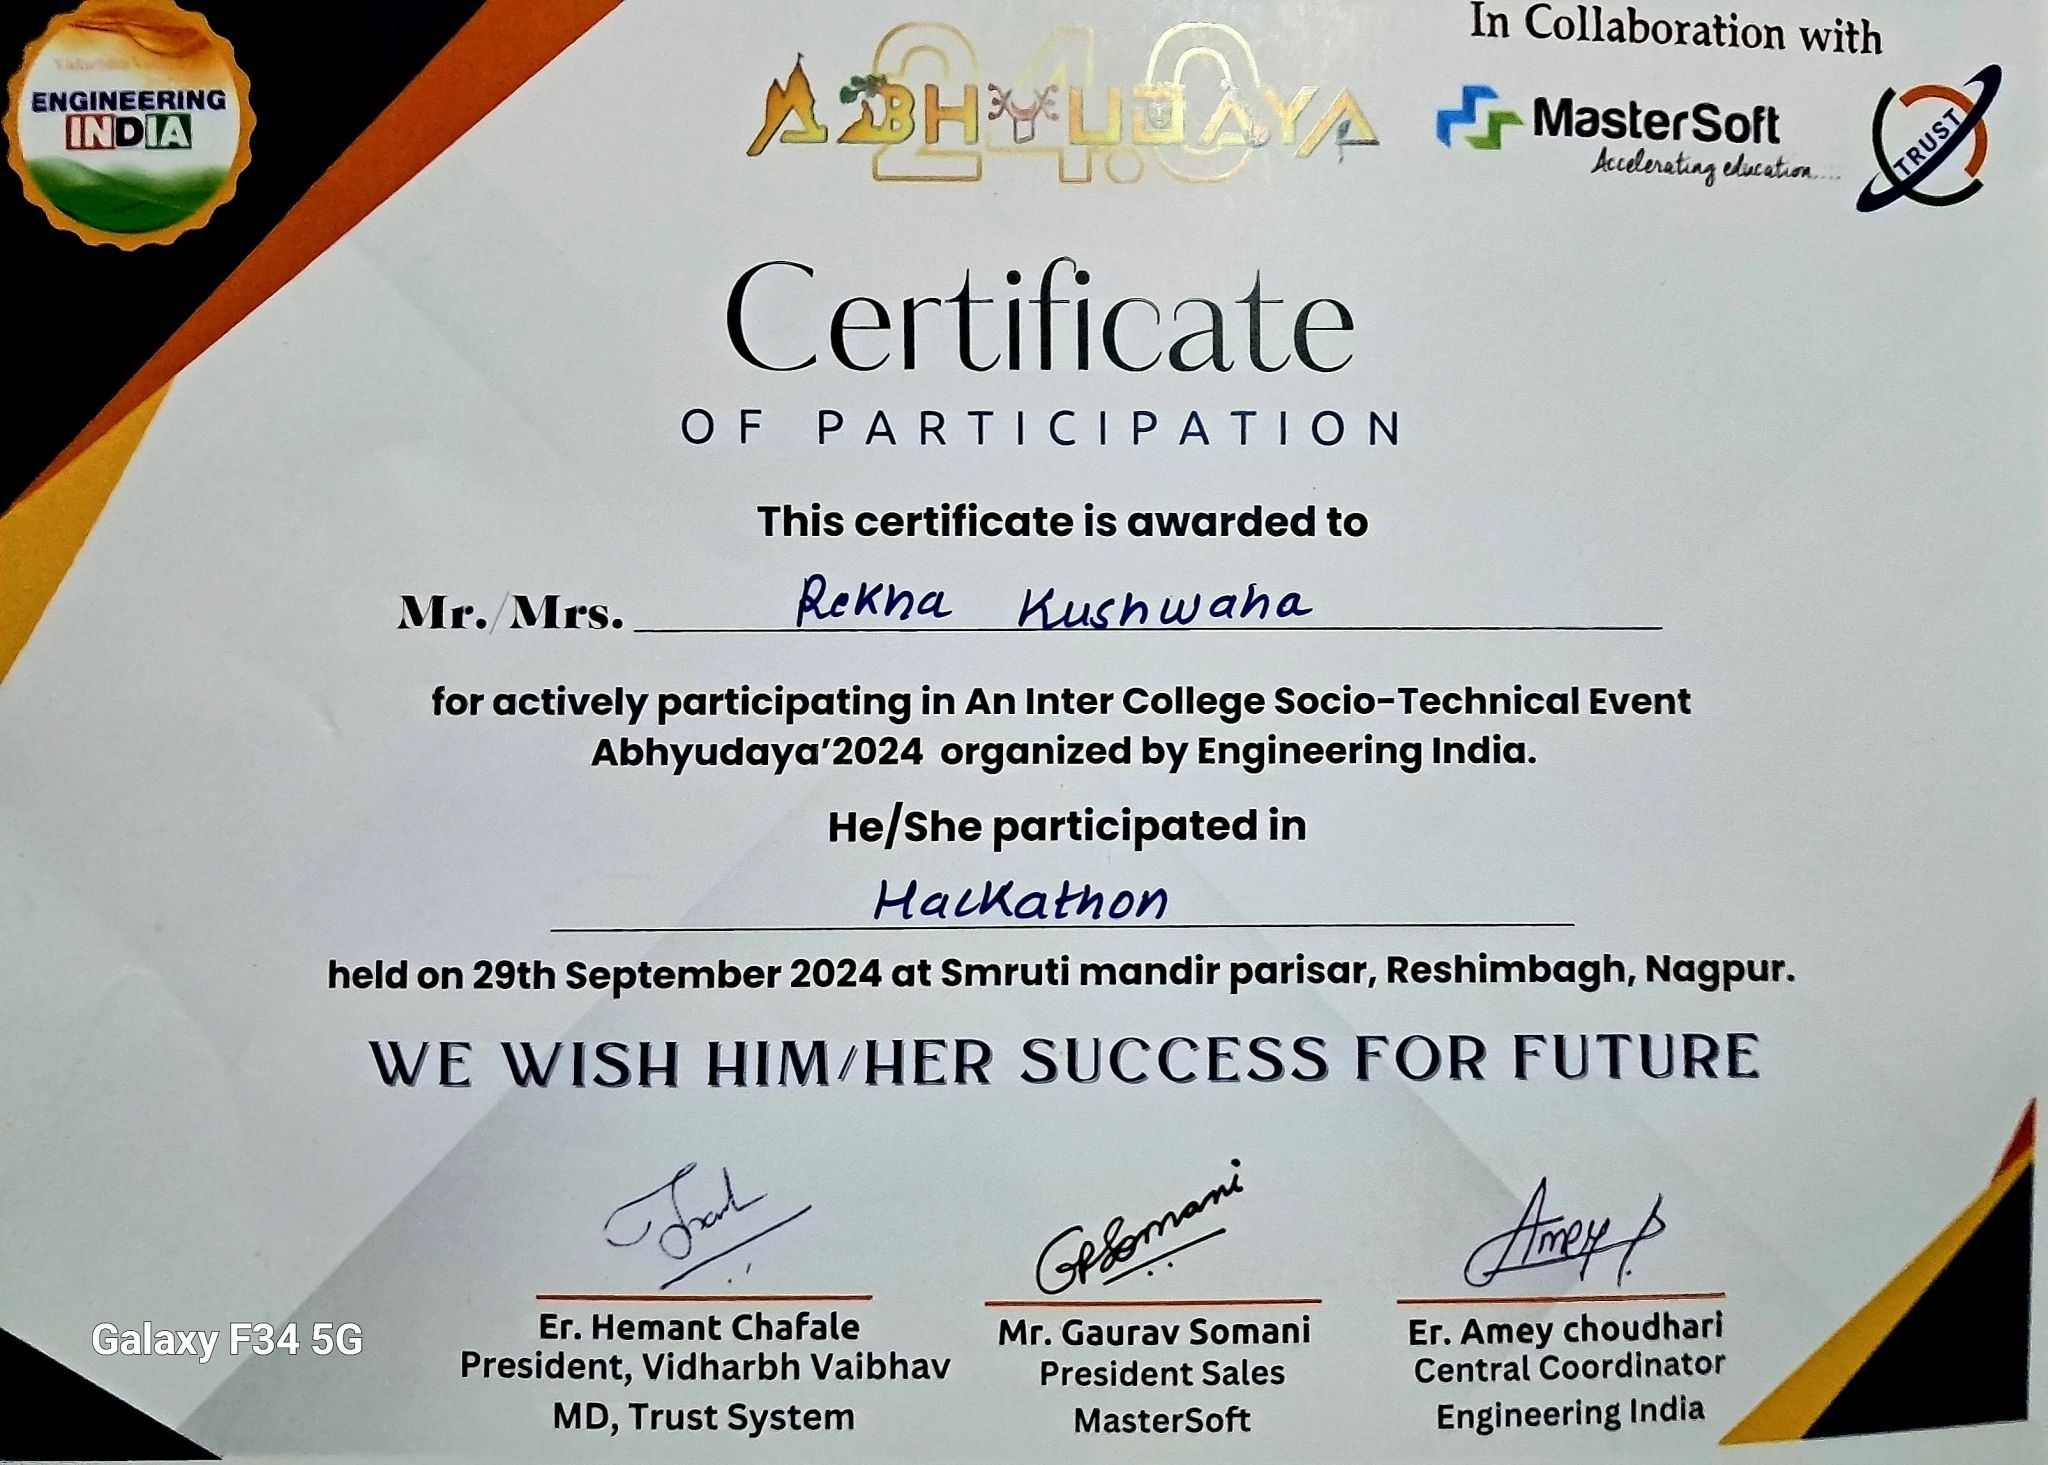 ENGINEERING
INDIA
24.0
ABHYUDAYA
In Collaboration with
MasterSoft
Accelerating education....
TRUST
Certificate
OF PARTICIPATION
This certificate is awarded to
Mr./Mrs. Rekha Kushwaha
for actively participating in An Inter College Socio-Technical Event
Abhyudaya’2024 organized by Engineering India.
He/She participated in
Hackathon
held on 29th September 2024 at Smruti mandir parisar, Reshimbagh, Nagpur.
WE WISH HIM/HER SUCCESS FOR FUTURE
GPSomani
Amey
Er. Hemant Chafale
President, Vidharbh Vaibhav
MD, Trust System
Mr. Gaurav Somani
President Sales
MasterSoft
Er. Amey choudhari
Central Coordinator
Engineering India
Galaxy F34 5G